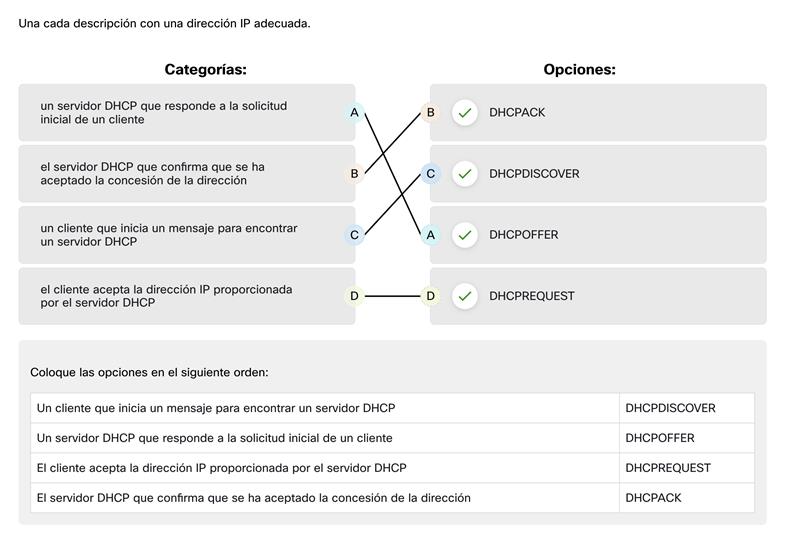 Una cada descripción con una dirección IP adecuada.
Categorías:
Opciones:
un servidor DHCP que responde a la solicitud
inicial de un cliente
A
B
DHCPACK
el servidor DHCP que confirma que se ha
aceptado la concesión de la dirección
B
C
DHCPDISCOVER
un cliente que inicia un mensaje para encontrar
un servidor DHCP
C
A
DHCPOFFER
el cliente acepta la dirección IP proporcionada
por el servidor DHCP
D
D
DHCPREQUEST
Coloque las opciones en el siguiente orden:
Un cliente que inicia un mensaje para encontrar un servidor DHCP
DHCPDISCOVER
Un servidor DHCP que responde a la solicitud inicial de un cliente
DHCPOFFER
El cliente acepta la dirección IP proporcionada por el servidor DHCP
DHCPREQUEST
El servidor DHCP que confirma que se ha aceptado la concesión de la dirección
DHCPACK